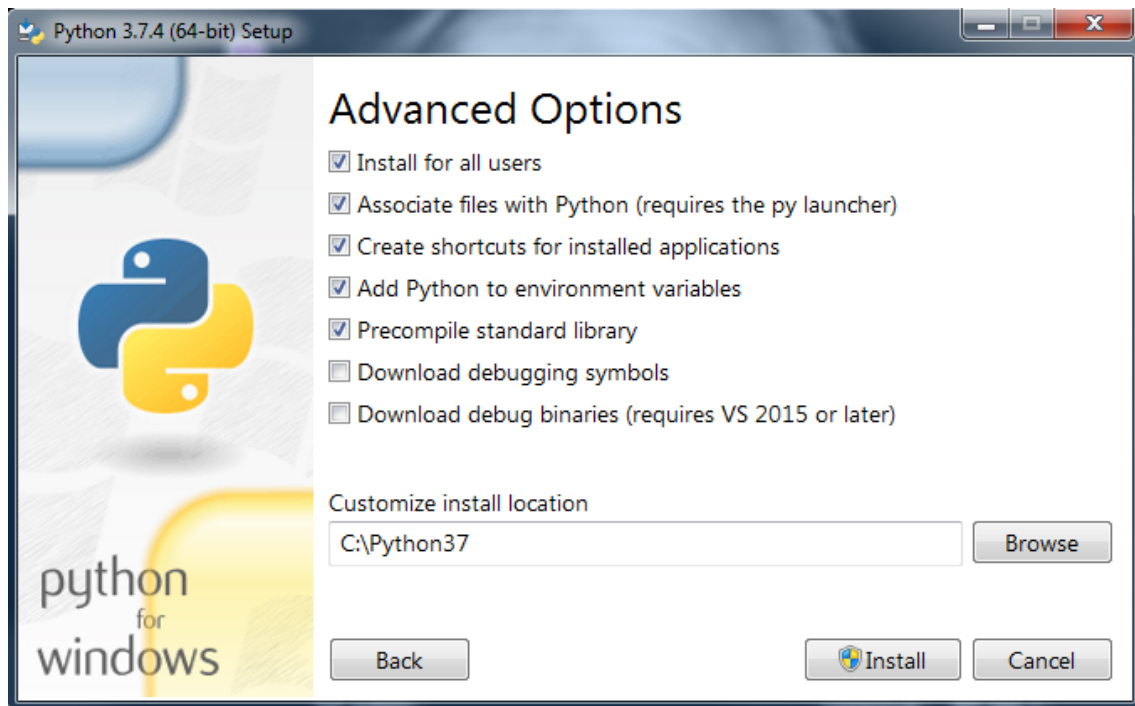 Python 3.7.4 (64-bit) Setup
Advanced Options
Install for all users
Associate files with Python (requires the py launcher)
Create shortcuts for installed applications
Add Python to environment variables
Precompile standard library
Download debugging symbols
Download debug binaries (requires VS 2015 or later)
Customize install location
C:\Python37
Browse
python
for
windows
Back
Install
Cancel